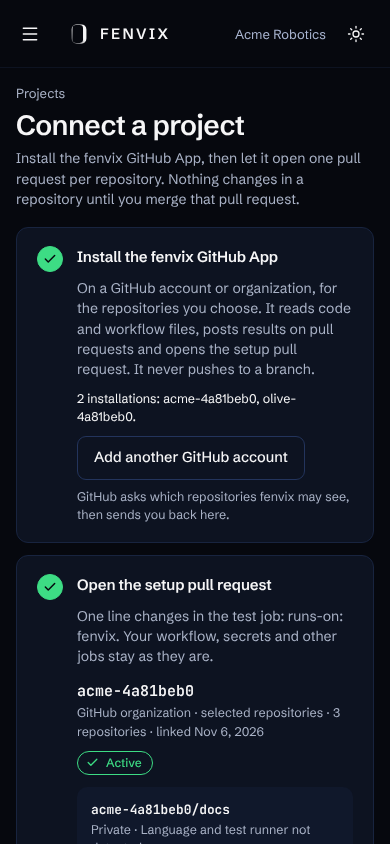 FENVIX
Acme Robotics
Projects
Connect a project
Install the fenvix GitHub App, then let it open one pull
request per repository. Nothing changes in a
repository until you merge that pull request.
Install the fenvix GitHub App
On a GitHub account or organization, for
the repositories you choose. It reads code
and workflow files, posts results on pull
requests and opens the setup pull
request. It never pushes to a branch.
2 installations: acme-4a81beb0, olive-
4a81beb0.
Add another GitHub account
GitHub asks which repositories fenvix may see,
then sends you back here.
Open the setup pull request
One line changes in the test job: runs-on:
fenvix. Your workflow, secrets and other
jobs stay as they are.
acme-4a81beb0
GitHub organization · selected repositories · 3
repositories · linked Nov 6, 2026
Active
acme-4a81beb0/docs
Private · Language and test runner not